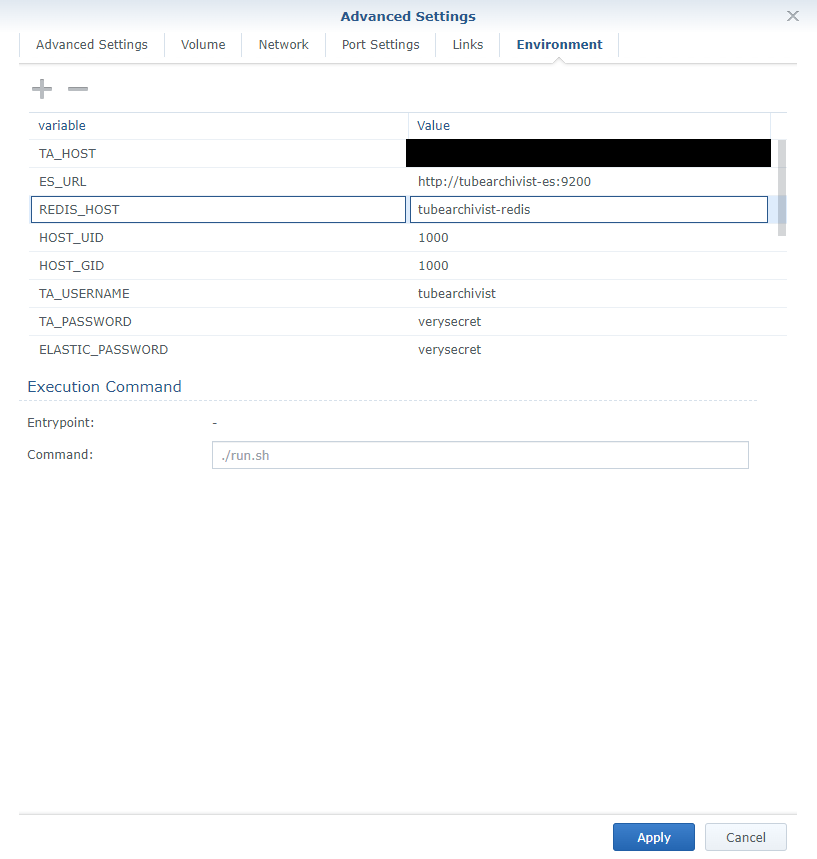 Advanced Settings
Advanced Settings Volume Network Port Settings Links Environment
variable Value
TA_HOST
ES_URL http://tubearchivist-es:9200
REDIS_HOST tubearchivist-redis
HOST_UID 1000
HOST_GID 1000
TA_USERNAME tubearchivist
TA_PASSWORD verysecret
ELASTIC_PASSWORD verysecret
Execution Command
Entrypoint: -
Command: ./run.sh
Apply Cancel